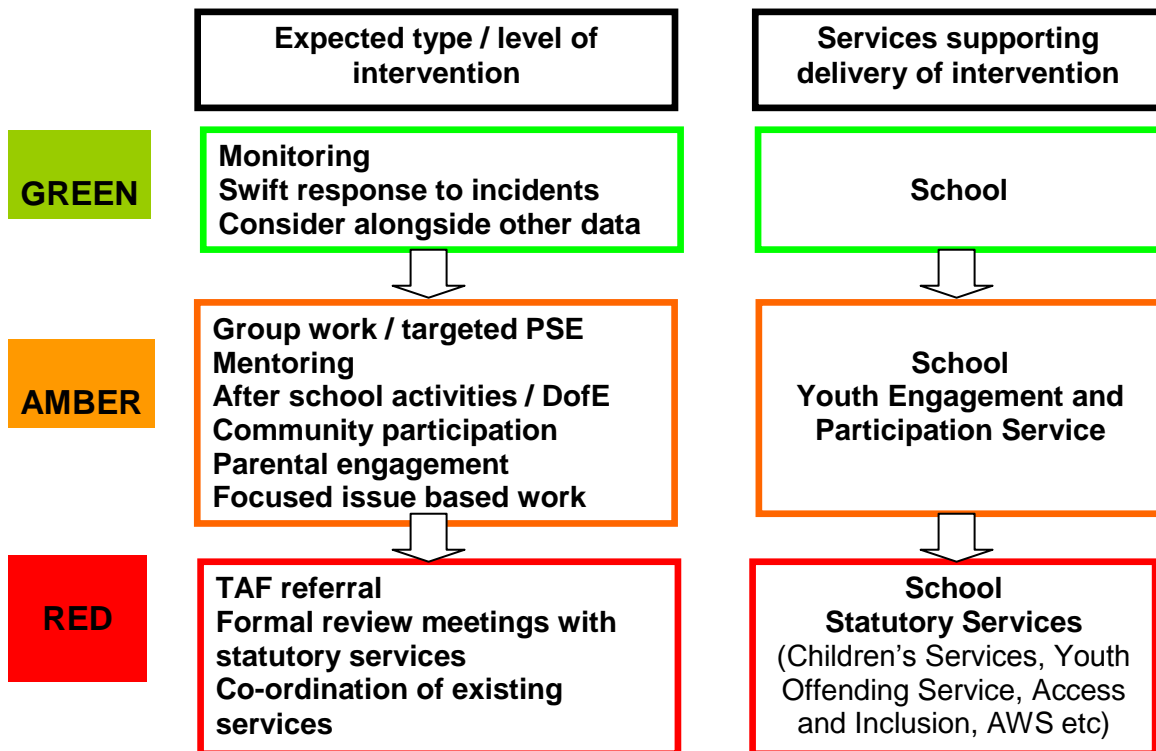 Expected type / level of
intervention
Services supporting
delivery of intervention
GREEN
Monitoring
Swift response to incidents
Consider alongside other data
School
AMBER
Group work / targeted PSE
Mentoring
After school activities / DofE
Community participation
Parental engagement
Focused issue based work
School
Youth Engagement and
Participation Service
RED
TAF referral
Formal review meetings with
statutory services
Co-ordination of existing
services
School
Statutory Services
(Children’s Services, Youth
Offending Service, Access
and Inclusion, AWS etc)